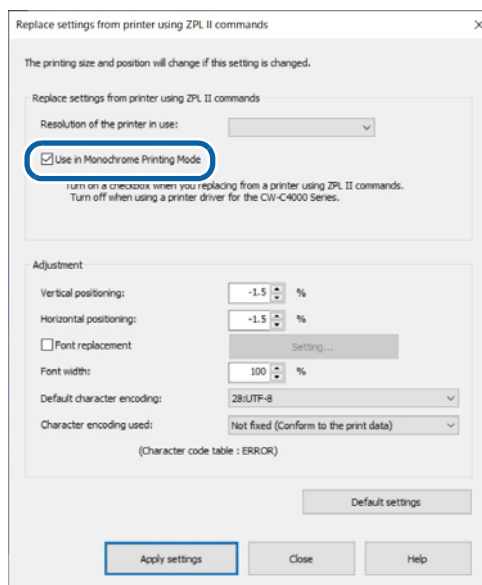 Replace settings from printer using ZPL II commands
The printing size and position will change if this setting is changed.
Replace settings from printer using ZPL II commands
Resolution of the printer in use:
Use in Monochrome Printing Mode
Turn on a checkbox when you replacing from a printer using ZPL II commands.
Turn off when using a printer driver for the CW-C4000 Series.
Adjustment
Vertical positioning: -1.5 %
Horizontal positioning: -1.5 %
Font replacement Setting...
Font width: 100 %
Default character encoding: 28:UTF-8
Character encoding used: Not fixed (Conform to the print data)
(Character code table : ERROR)
Default settings
Apply settings Close Help